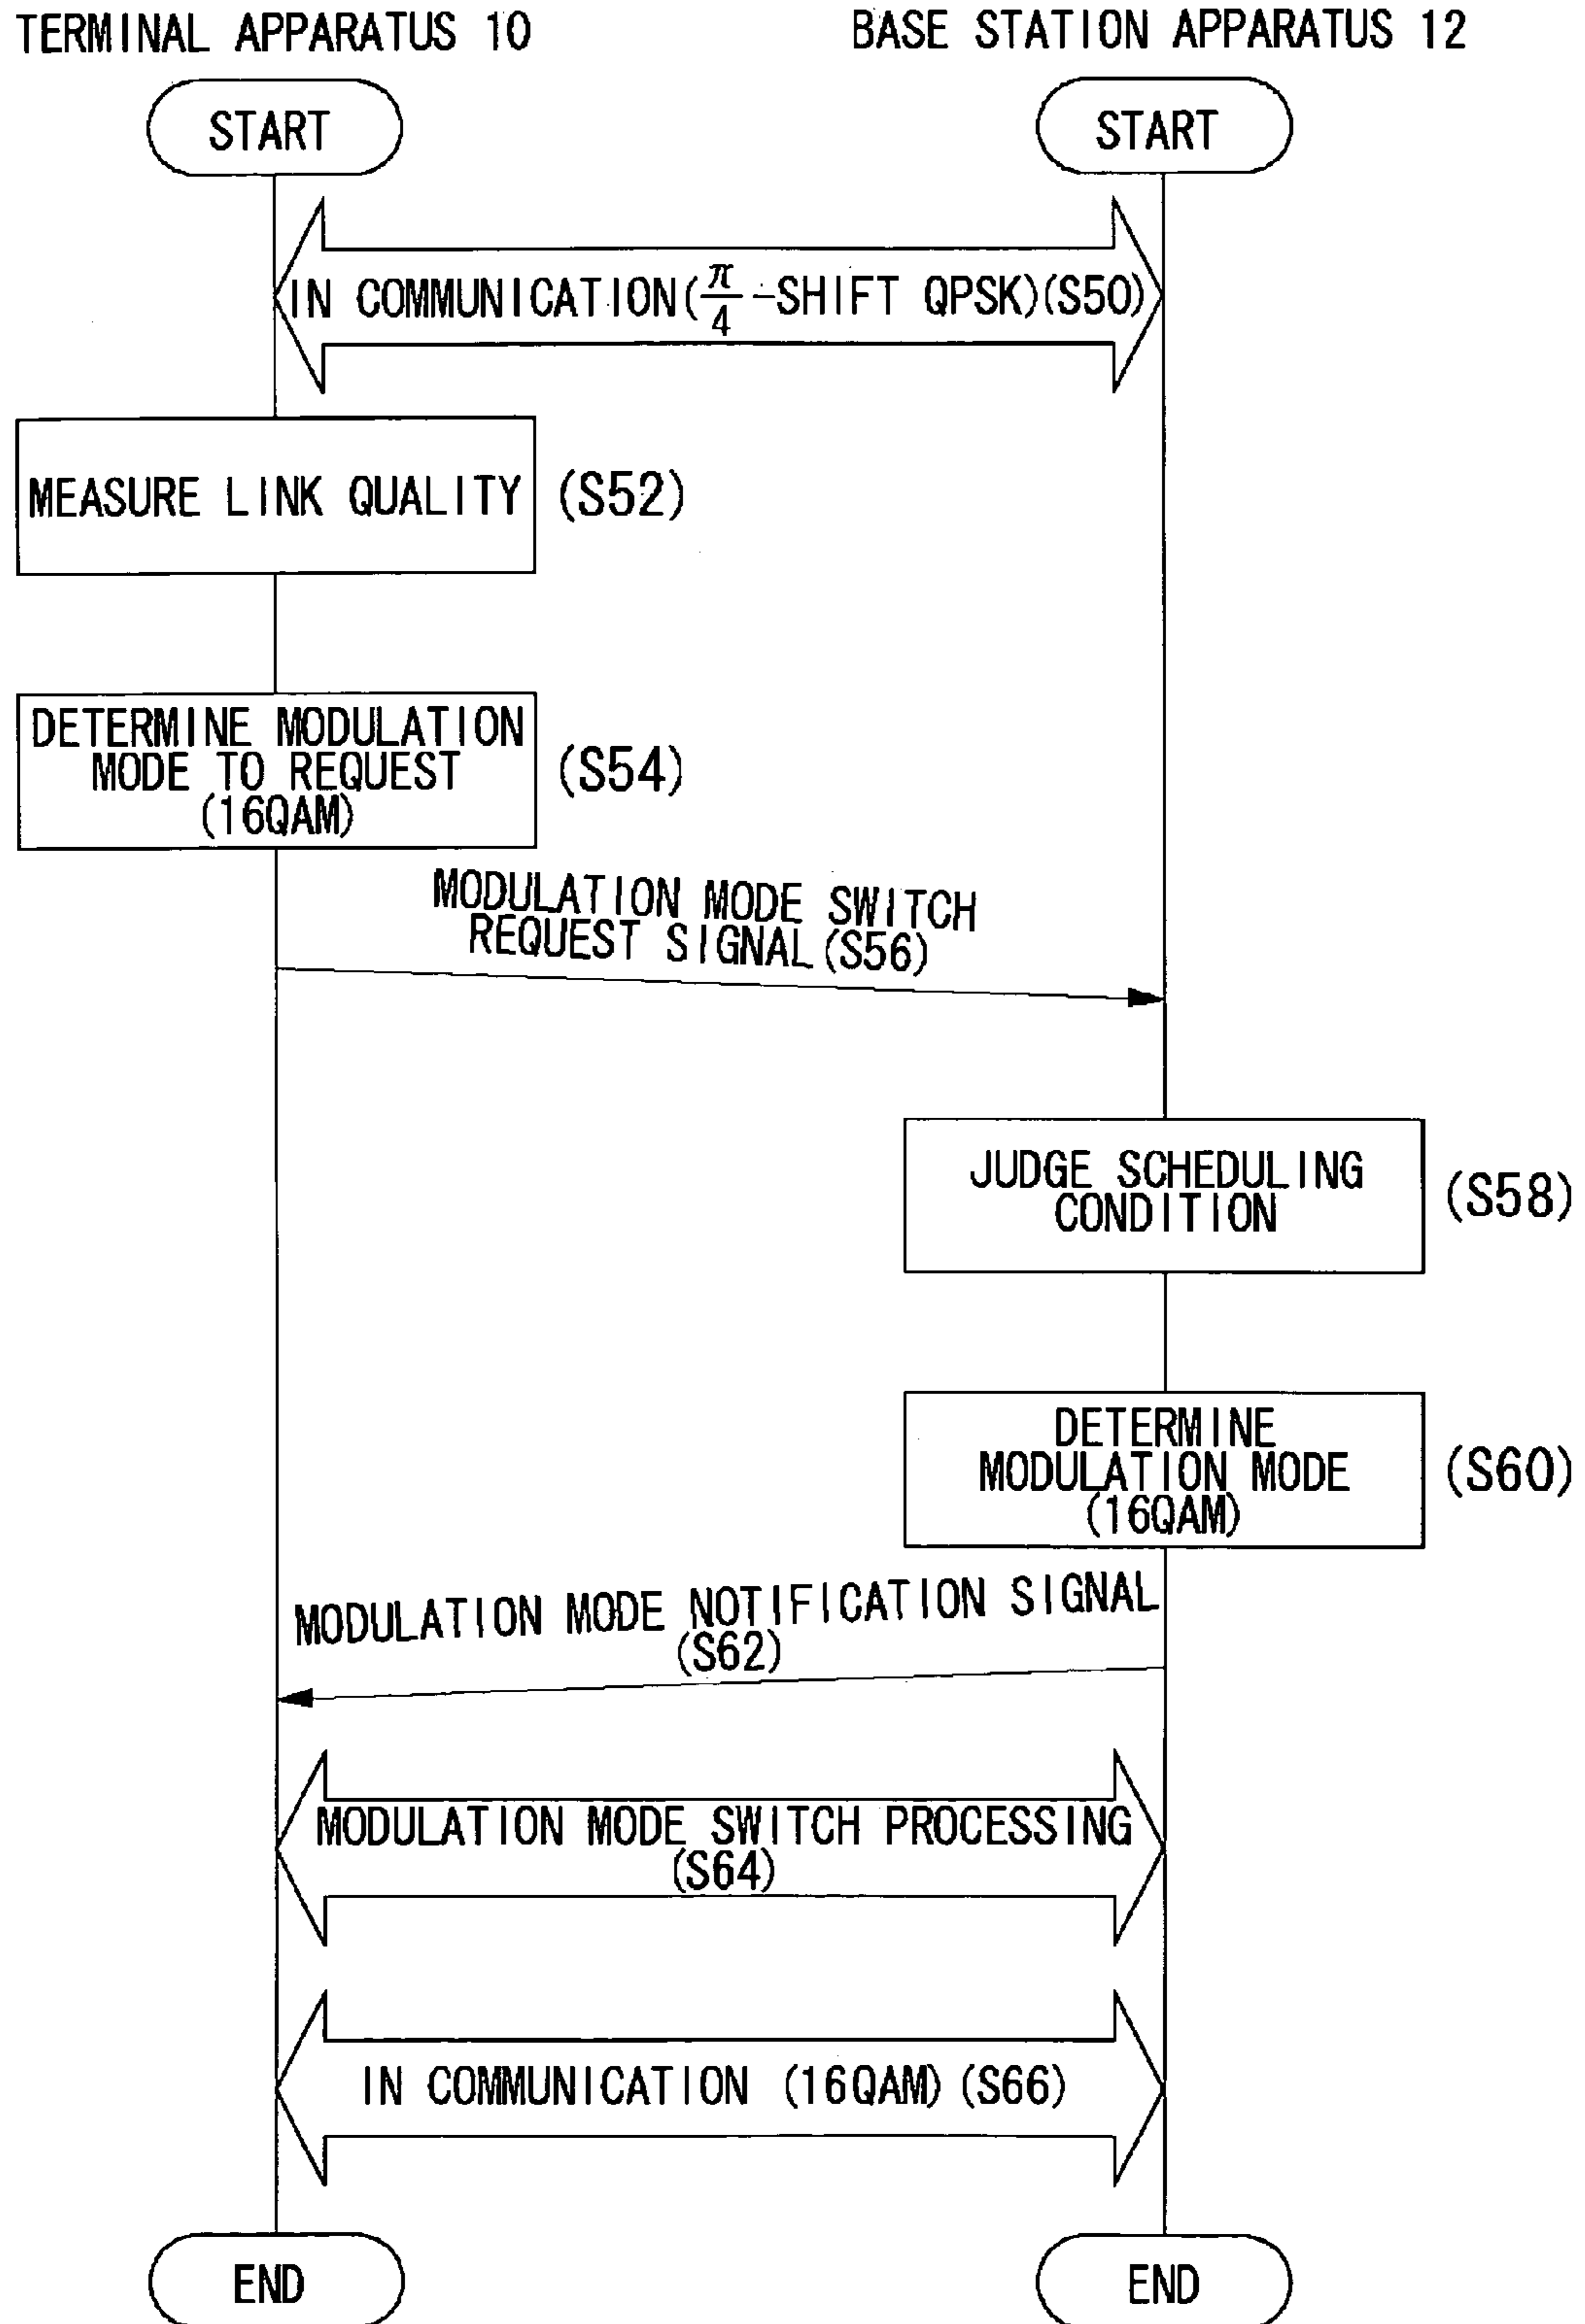 TERMINAL APPARATUS 10
BASE STATION APPARATUS 12
START
START
IN COMMUNICATION(π/4-SHIFT QPSK)(S50)
MEASURE LINK QUALITY
(S52)
DETERMINE MODULATION
MODE TO REQUEST
(16QAM)
(S54)
MODULATION MODE SWITCH
REQUEST SIGNAL(S56)
JUDGE SCHEDULING
CONDITION
(S58)
DETERMINE
MODULATION MODE
(16QAM)
(S60)
MODULATION MODE NOTIFICATION SIGNAL
(S62)
MODULATION MODE SWITCH PROCESSING
(S64)
IN COMMUNICATION (16QAM)(S66)
END
END